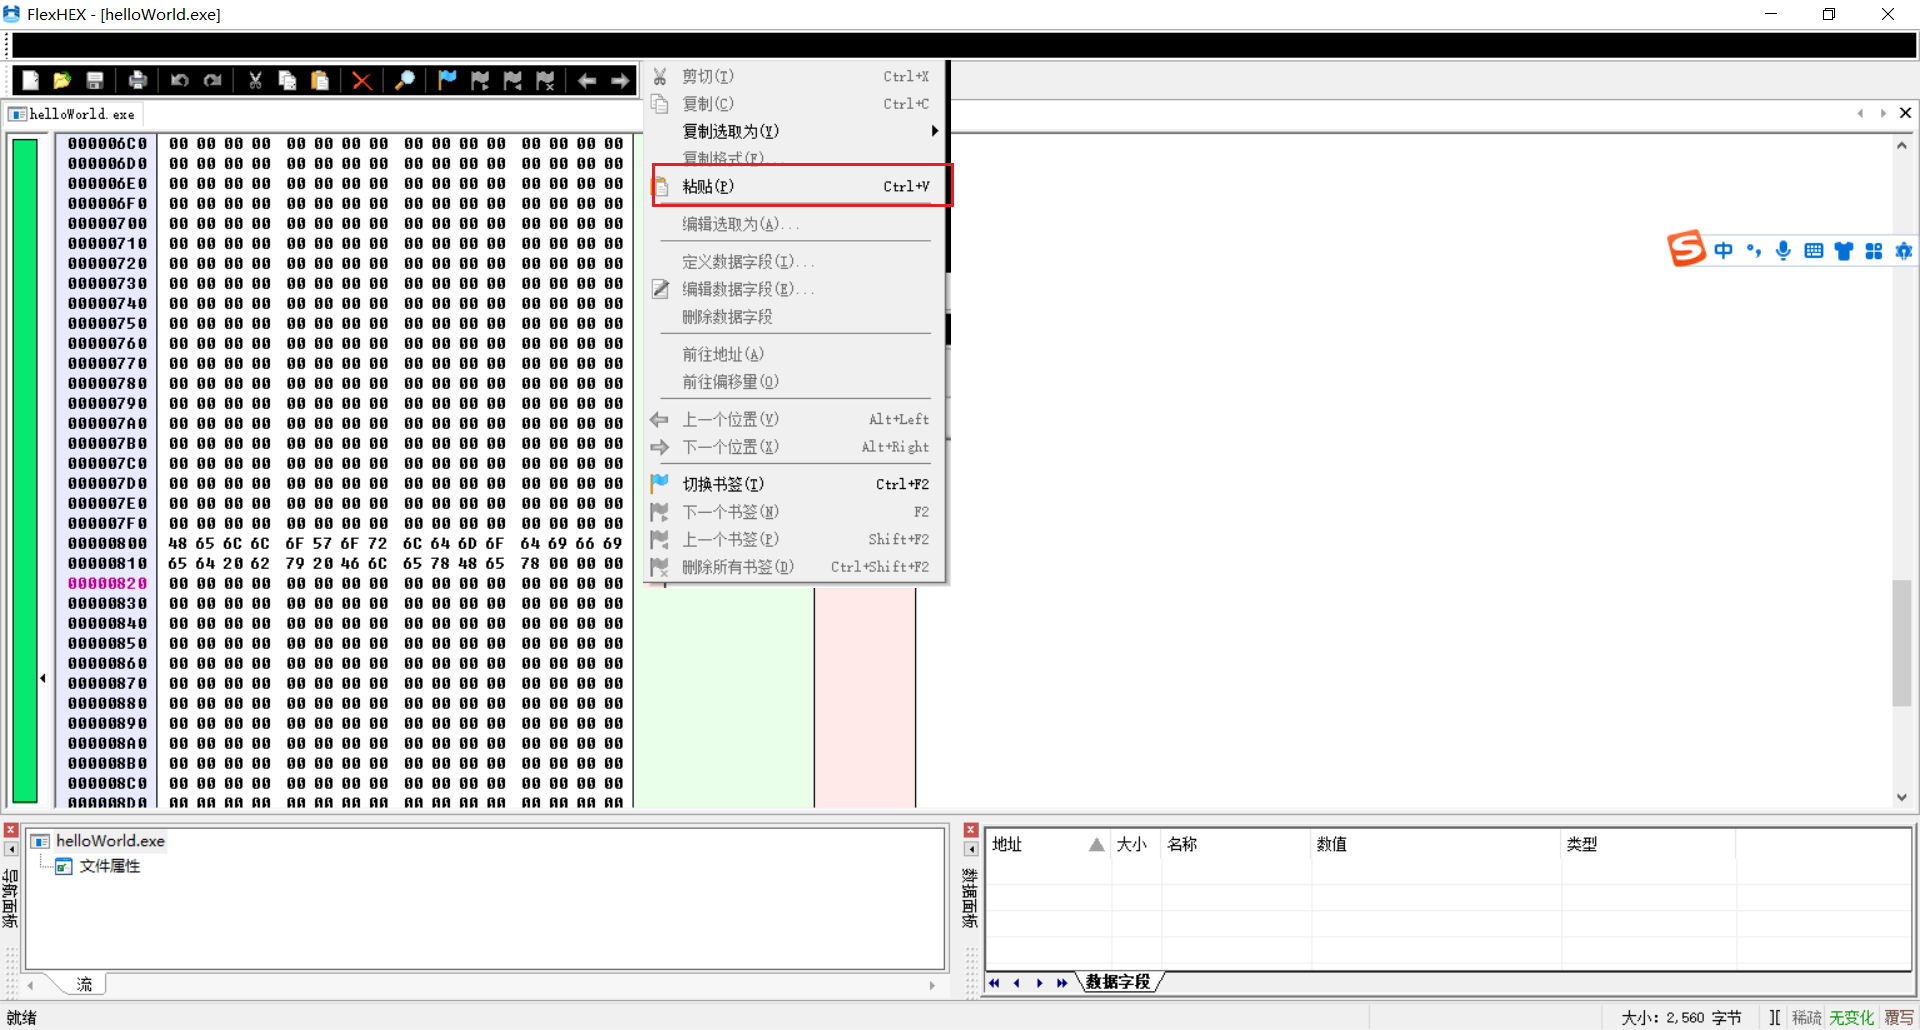 FlexHEX - [helloWorld.exe]
helloWorld.exe
000006C0 00 00 00 00 00 00 00 00 00 00 00 00 00 00 00 00
000006D0 00 00 00 00 00 00 00 00 00 00 00 00 00 00 00 00
000006E0 00 00 00 00 00 00 00 00 00 00 00 00 00 00 00 00
000006F0 00 00 00 00 00 00 00 00 00 00 00 00 00 00 00 00
00000700 00 00 00 00 00 00 00 00 00 00 00 00 00 00 00 00
00000710 00 00 00 00 00 00 00 00 00 00 00 00 00 00 00 00
00000720 00 00 00 00 00 00 00 00 00 00 00 00 00 00 00 00
00000730 00 00 00 00 00 00 00 00 00 00 00 00 00 00 00 00
00000740 00 00 00 00 00 00 00 00 00 00 00 00 00 00 00 00
00000750 00 00 00 00 00 00 00 00 00 00 00 00 00 00 00 00
00000760 00 00 00 00 00 00 00 00 00 00 00 00 00 00 00 00
00000770 00 00 00 00 00 00 00 00 00 00 00 00 00 00 00 00
00000780 00 00 00 00 00 00 00 00 00 00 00 00 00 00 00 00
00000790 00 00 00 00 00 00 00 00 00 00 00 00 00 00 00 00
000007A0 00 00 00 00 00 00 00 00 00 00 00 00 00 00 00 00
000007B0 00 00 00 00 00 00 00 00 00 00 00 00 00 00 00 00
000007C0 00 00 00 00 00 00 00 00 00 00 00 00 00 00 00 00
000007D0 00 00 00 00 00 00 00 00 00 00 00 00 00 00 00 00
000007E0 00 00 00 00 00 00 00 00 00 00 00 00 00 00 00 00
000007F0 00 00 00 00 00 00 00 00 00 00 00 00 00 00 00 00
00000800 48 65 6C 6C 6F 57 6F 72 6C 64 6D 6F 64 69 66 69
00000810 65 64 20 62 79 20 46 6C 65 78 48 65 78 00 00 00
00000820 00 00 00 00 00 00 00 00 00 00 00 00 00 00 00 00
00000830 00 00 00 00 00 00 00 00 00 00 00 00 00 00 00 00
00000840 00 00 00 00 00 00 00 00 00 00 00 00 00 00 00 00
00000850 00 00 00 00 00 00 00 00 00 00 00 00 00 00 00 00
00000860 00 00 00 00 00 00 00 00 00 00 00 00 00 00 00 00
00000870 00 00 00 00 00 00 00 00 00 00 00 00 00 00 00 00
00000880 00 00 00 00 00 00 00 00 00 00 00 00 00 00 00 00
00000890 00 00 00 00 00 00 00 00 00 00 00 00 00 00 00 00
000008A0 00 00 00 00 00 00 00 00 00 00 00 00 00 00 00 00
000008B0 00 00 00 00 00 00 00 00 00 00 00 00 00 00 00 00
000008C0 00 00 00 00 00 00 00 00 00 00 00 00 00 00 00 00
000008D0 00 00 00 00 00 00 00 00 00 00 00 00 00 00 00 00
剪切(T) Ctrl+X
复制(C) Ctrl+C
复制选取为(Y)
复制格式(F)...
粘贴(P) Ctrl+V
编辑选取为(A)...
定义数据字段(I)...
编辑数据字段(E)...
删除数据字段
前往地址(A)
前往偏移里(O)
上一个位置(V) Alt+Left
下一个位置(X) Alt+Right
切换书签(T) Ctrl+F2
下一个书签(N) F2
上一个书签(P) Shift+F2
删除所有书签(D) Ctrl+Shift+F2
中
helloWorld.exe
文件属性
导航面板
流
数据面板
地址 大小 名称 数值 类型
数据字段
就绪
大小: 2,560 字节 ][ 稀疏 无变化 覆写